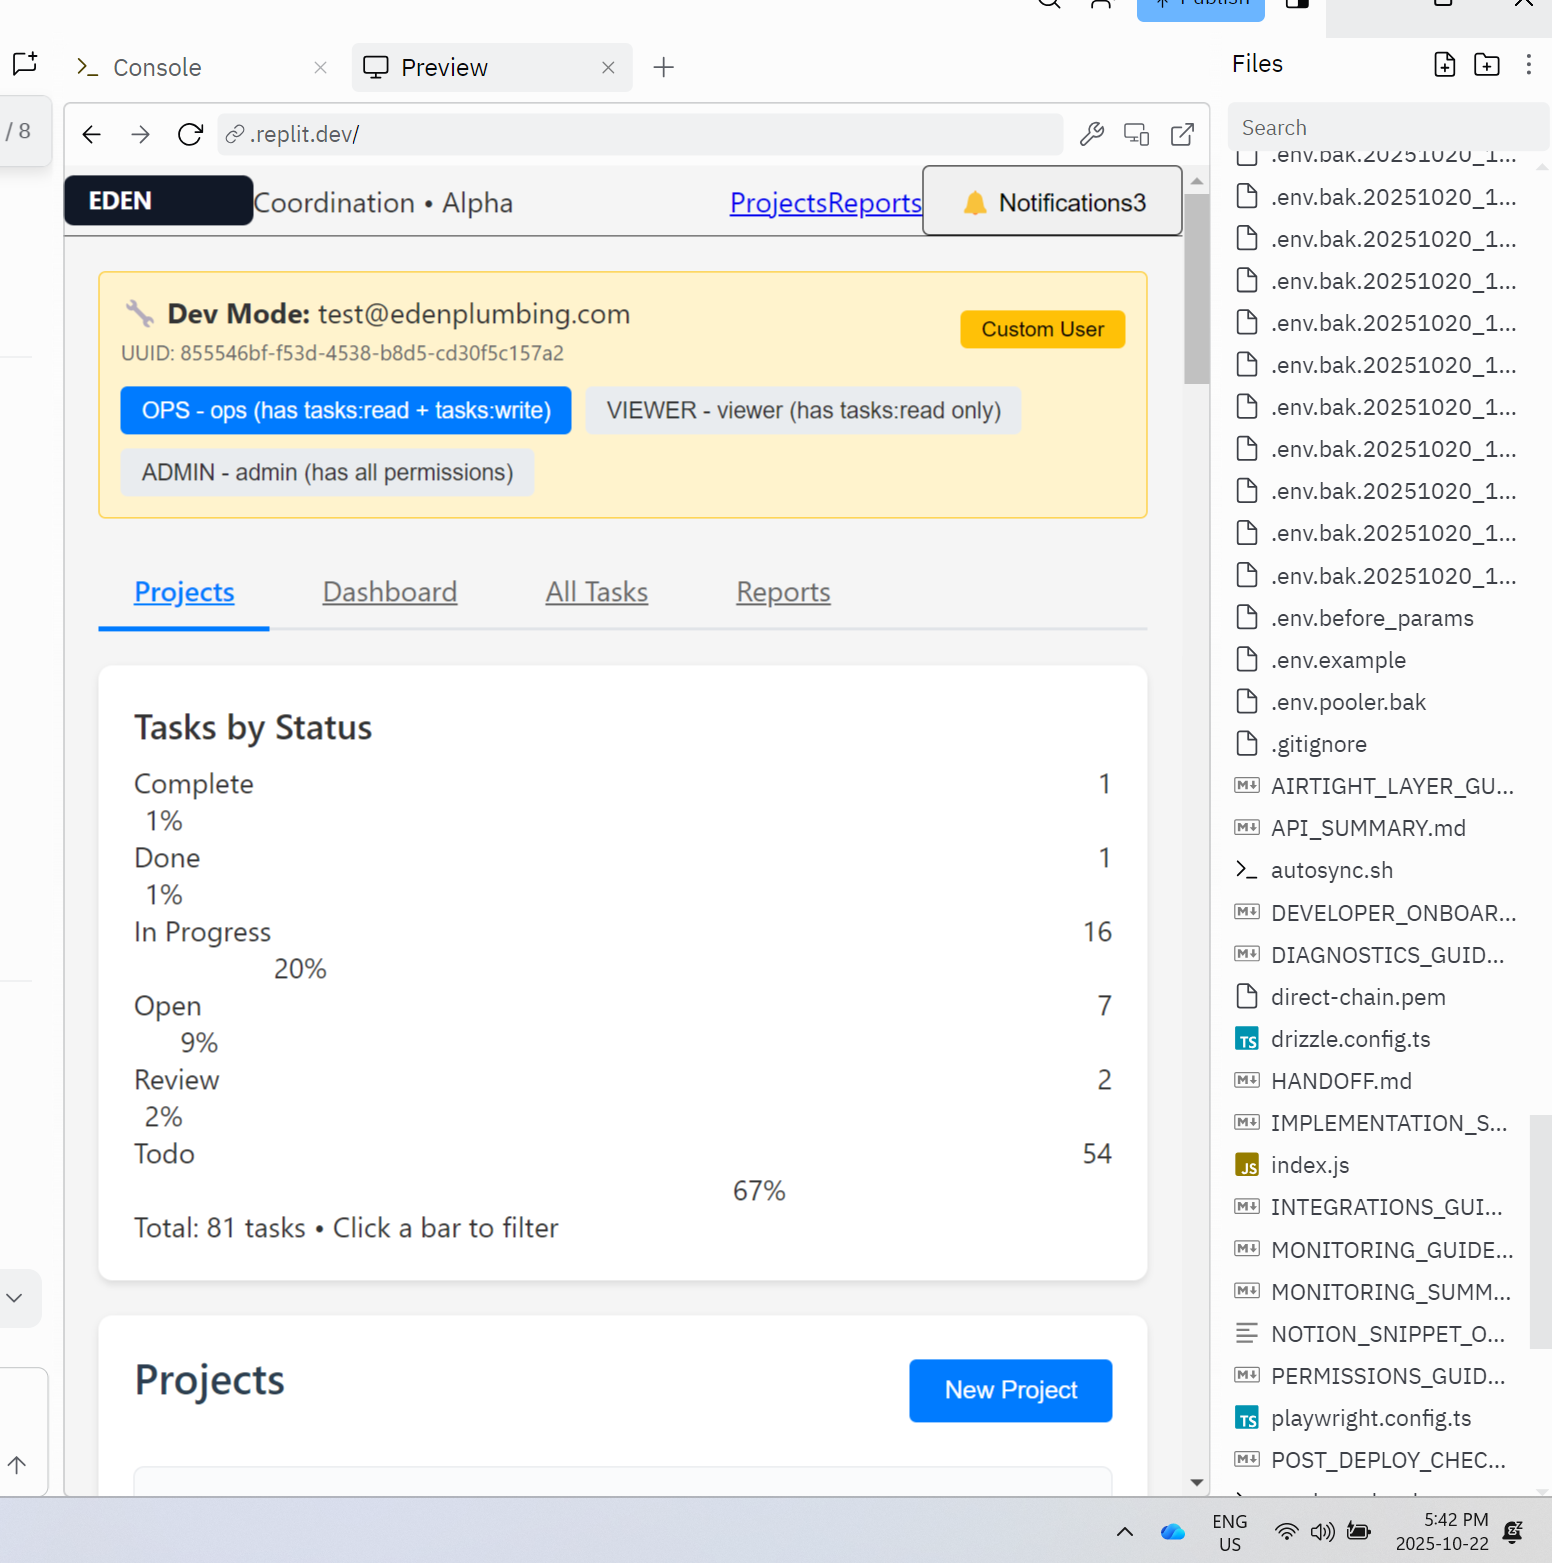 Publish
Console
Preview
Files
/ 8
.replit.dev/
Search
EDEN
Coordination • Alpha
ProjectsReports
🔔 Notifications3
🔧 Dev Mode: test@edenplumbing.com
Custom User
UUID: 855546bf-f53d-4538-b8d5-cd30f5c157a2
OPS - ops (has tasks:read + tasks:write)
VIEWER - viewer (has tasks:read only)
ADMIN - admin (has all permissions)
Projects
Dashboard
All Tasks
Reports
Tasks by Status
Complete 1
1%
Done 1
1%
In Progress 16
20%
Open 7
9%
Review 2
2%
Todo 54
67%
Total: 81 tasks • Click a bar to filter
Projects
New Project
.env.bak.20251020_1...
.env.bak.20251020_1...
.env.bak.20251020_1...
.env.bak.20251020_1...
.env.bak.20251020_1...
.env.bak.20251020_1...
.env.bak.20251020_1...
.env.bak.20251020_1...
.env.bak.20251020_1...
.env.bak.20251020_1...
.env.bak.20251020_1...
.env.before_params
.env.example
.env.pooler.bak
.gitignore
AIRTIGHT_LAYER_GU...
API_SUMMARY.md
autosync.sh
DEVELOPER_ONBOAR...
DIAGNOSTICS_GUID...
direct-chain.pem
drizzle.config.ts
HANDOFF.md
IMPLEMENTATION_S...
index.js
INTEGRATIONS_GUI...
MONITORING_GUIDE...
MONITORING_SUMM...
NOTION_SNIPPET_O...
PERMISSIONS_GUID...
playwright.config.ts
POST_DEPLOY_CHEC...
ENG
US
5:42 PM
2025-10-22